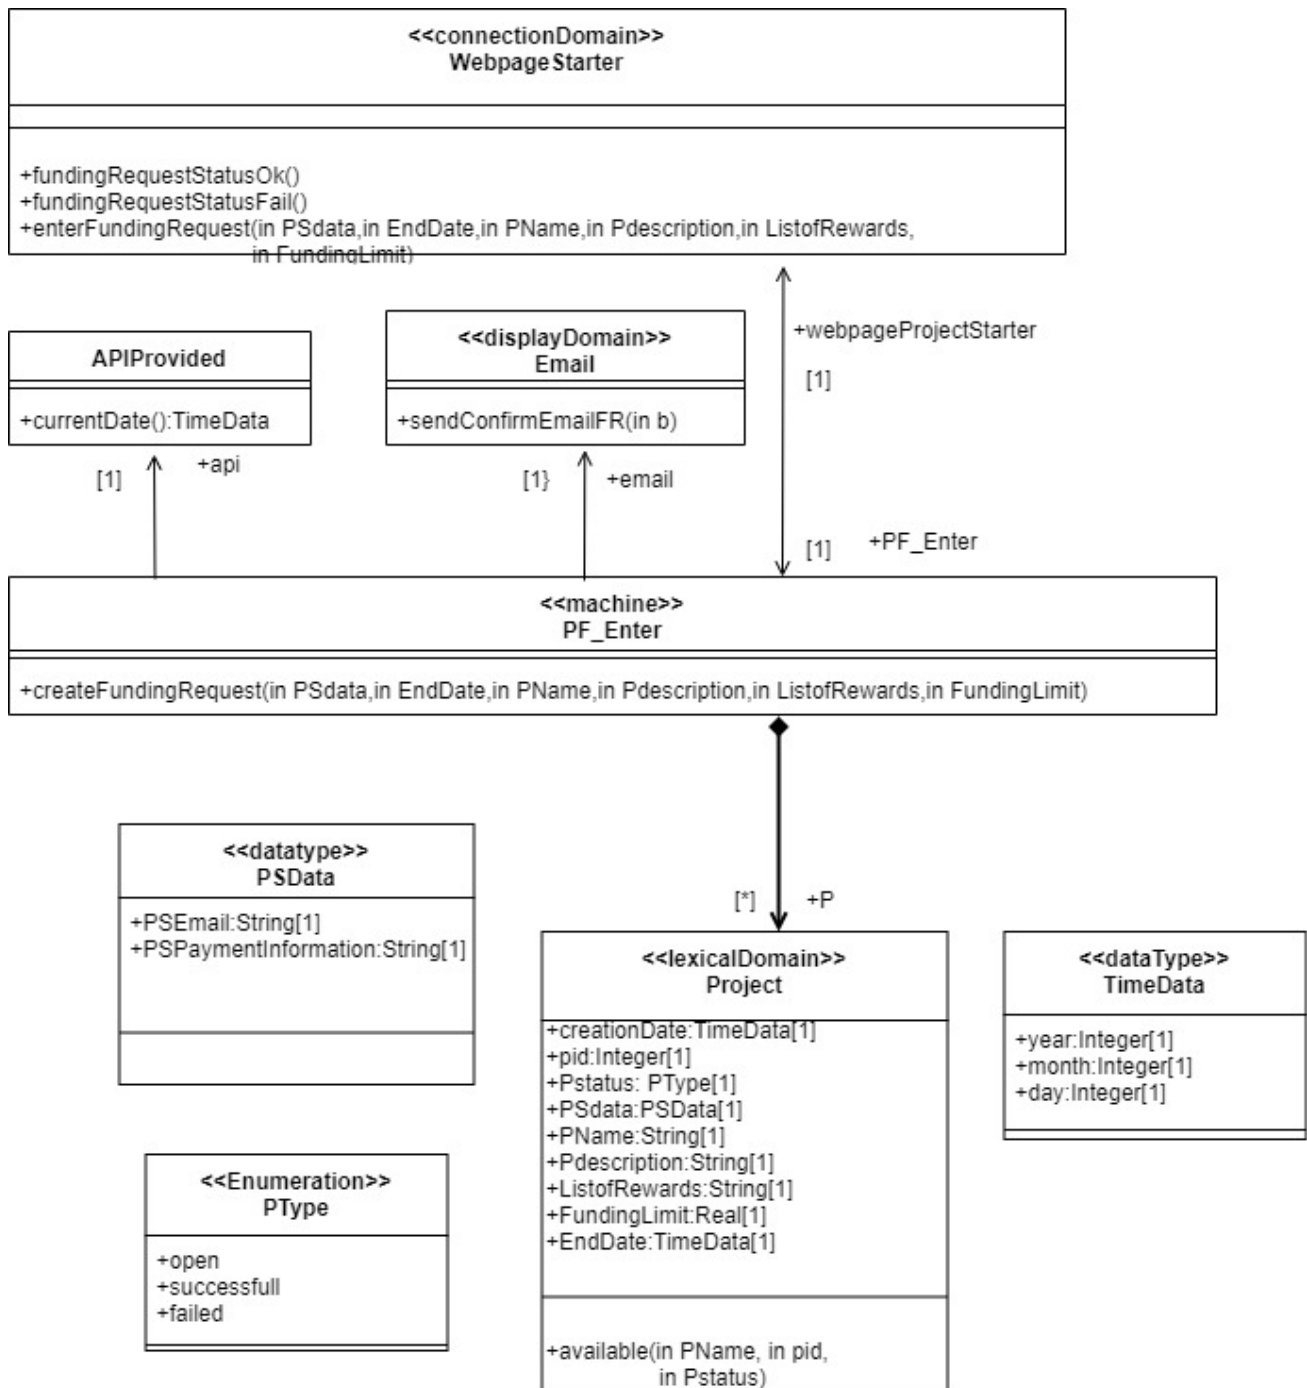 <<connectionDomain>>
WebpageStarter
+fundingRequestStatusOk()
+fundingRequestStatusFail()
+enterFundingRequest(in PSdata,in EndDate,in PName,in Pdescription,in ListofRewards,
in FundingLimit)
APIProvided
+currentDate():TimeData
<<displayDomain>>
Email
+sendConfirmEmailFR(in b)
+webpageProjectStarter
[1]
[1]
+api
[1}
+email
[1]
+PF_Enter
<<machine>>
PF_Enter
+createFundingRequest(in PSdata,in EndDate,in PName,in Pdescription,in ListofRewards,in FundingLimit)
<<datatype>>
PSData
+PSEmail:String[1]
+PSPaymentInformation:String[1]
[*]
+P
<<lexicalDomain>>
Project
+creationDate:TimeData[1]
+pid:Integer[1]
+Pstatus: PType[1]
+PSdata:PSData[1]
+PName:String[1]
+Pdescription:String[1]
+ListofRewards:String[1]
+FundingLimit:Real[1]
+EndDate:TimeData[1]
+available(in PName, in pid,
in Pstatus)
<<dataType>>
TimeData
+year:Integer[1]
+month:Integer[1]
+day:Integer[1]
<<Enumeration>>
PType
+open
+successfull
+failed